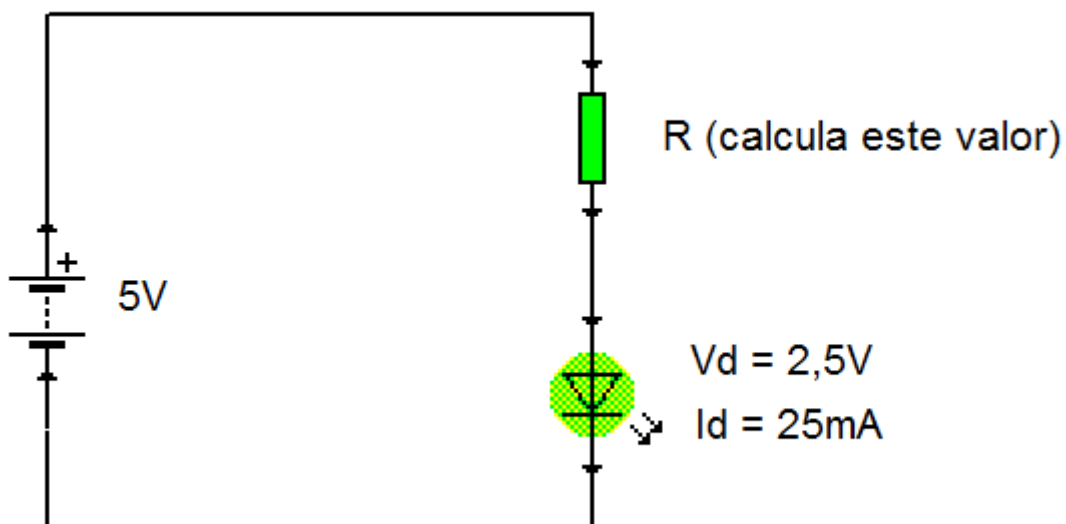 R (calcula este valor)
+
5V
Vd = 2,5V
Id = 25mA